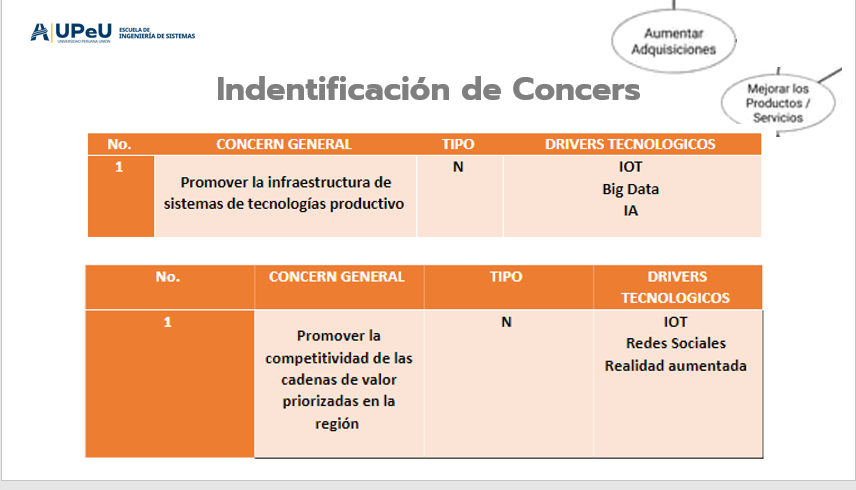 UPeU
UNIVERSIDAD PERUANA UNION
ESCUELA DE
INGENIERÍA DE SISTEMAS
Aumentar
Adquisiciones
Mejorar los
Productos /
Servicios
Indentificación de Concers
No. CONCERN GENERAL TIPO DRIVERS TECNOLOGICOS
1 Promover la infraestructura de
sistemas de tecnologías productivo
N
IOT
Big Data
IA
No. CONCERN GENERAL TIPO DRIVERS
TECNOLOGICOS
1 Promover la
competitividad de las
cadenas de valor
priorizadas en la
región
N
IOT
Redes Sociales
Realidad aumentada